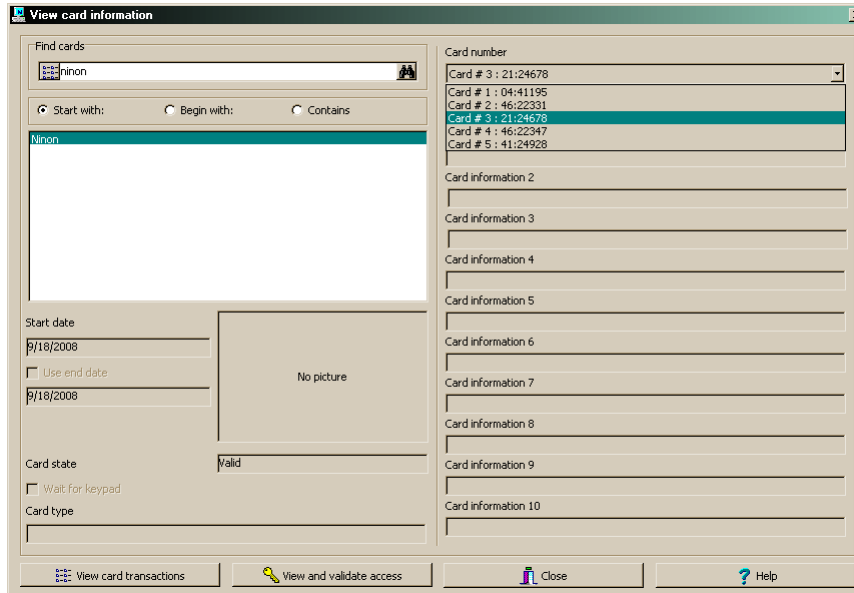 View card information
Find cards
ninon
Start with: Begin with: Contains
Ninon
Start date
9/18/2008
Use end date
9/18/2008
No picture
Card state
Valid
Wait for keypad
Card type
Card number
Card # 3 : 21:24678
Card # 1 : 04:41195
Card # 2 : 46:22331
Card # 3 : 21:24678
Card # 4 : 46:22347
Card # 5 : 41:24928
Card information 2
Card information 3
Card information 4
Card information 5
Card information 6
Card information 7
Card information 8
Card information 9
Card information 10
View card transactions
View and validate access
Close
Help